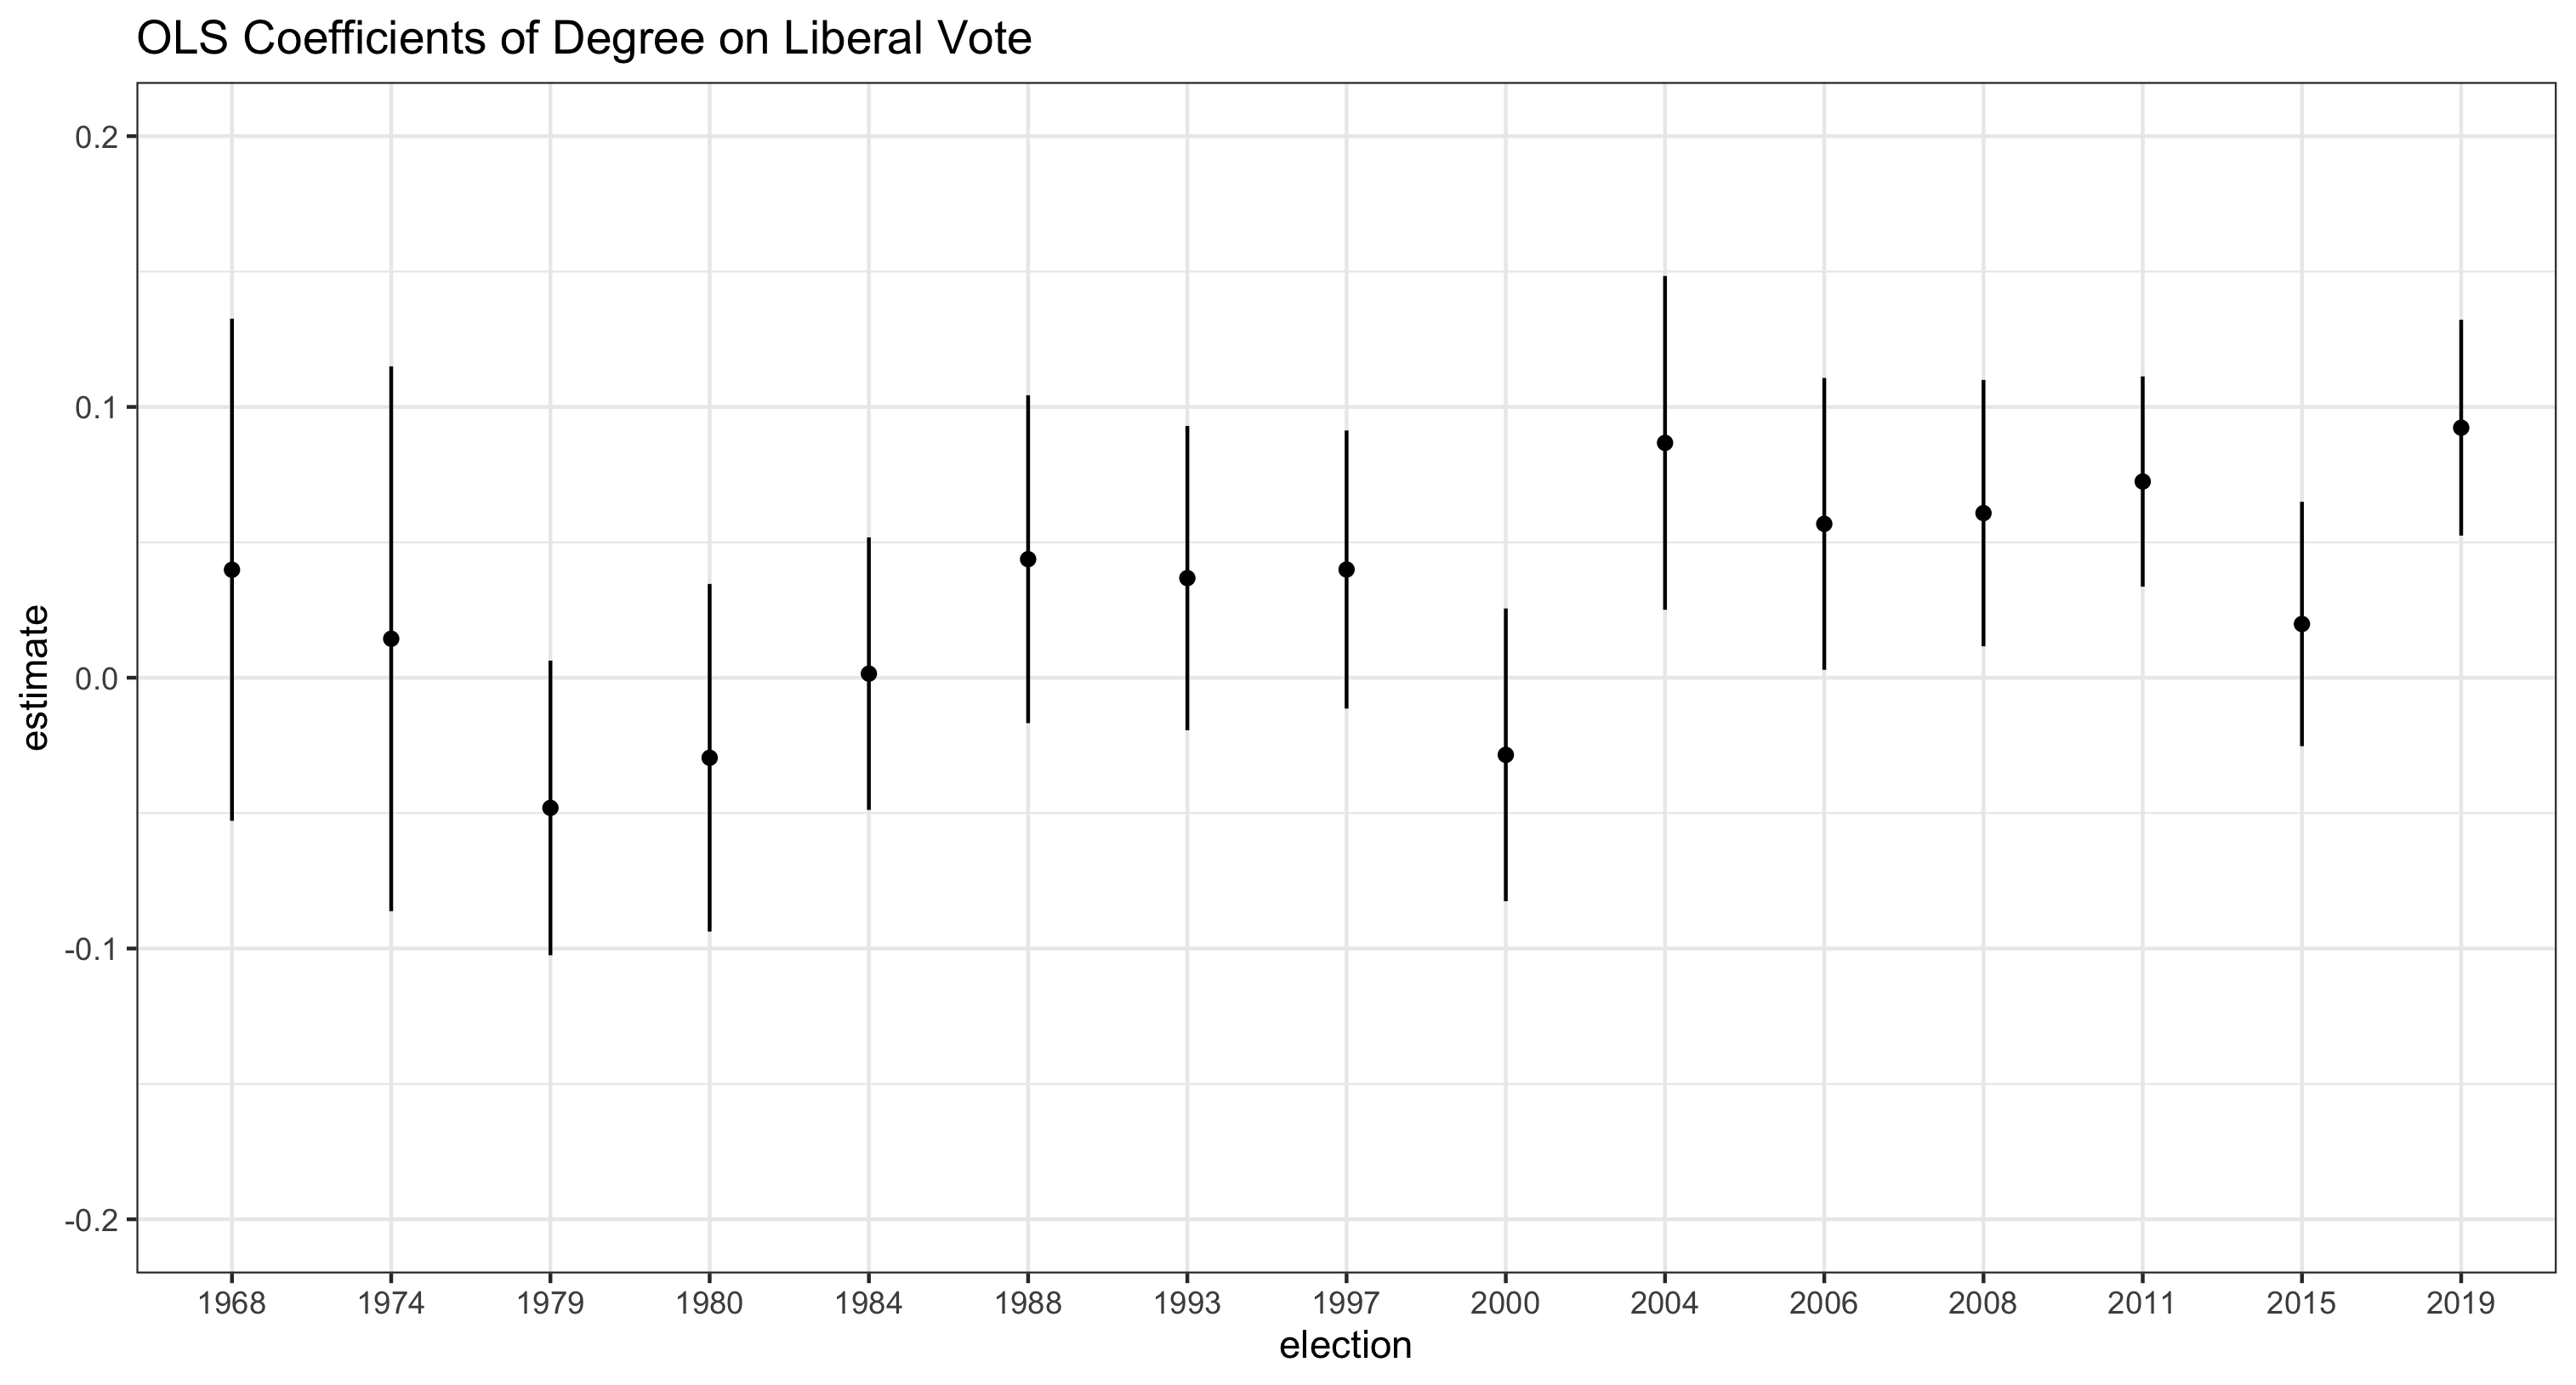 OLS Coefficients of Degree on Liberal Vote
0.2
0.1
0.0
-0.1
-0.2
estimate
1968 1974 1979 1980 1984 1988 1993 1997 2000 2004 2006 2008 2011 2015 2019
election